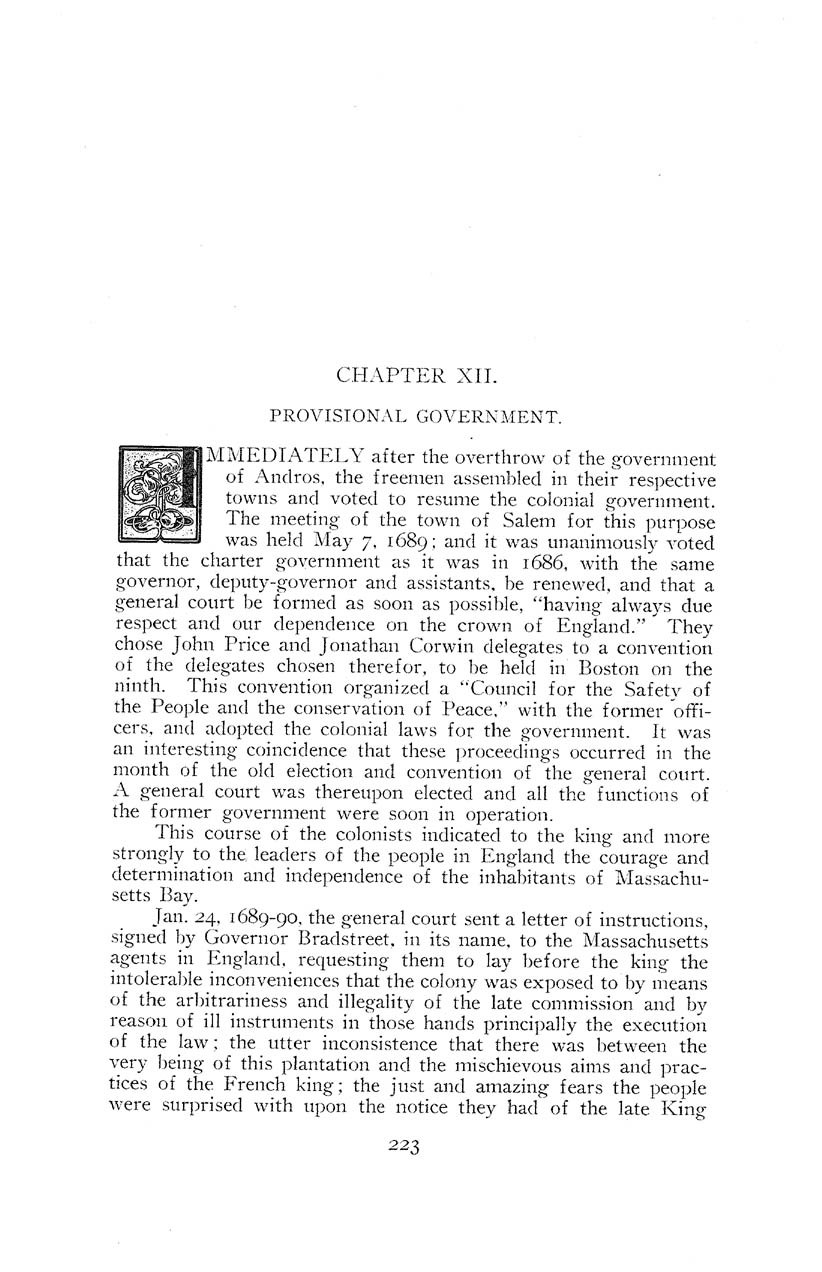 CHAPTER XII.
PROVISIONAL GOVERNMENT.
IMMEDIATELY after the overthrow of the government
of Andros, the freemen assembled in their respective
towns and voted to resume the colonial government.
The meeting of the town of Salem for this purpose
was held May 7, 1689; and it was unanimously voted
that the charter government as it was in 1686, with the same
governor, deputy-governor and assistants, be renewed, and that a
general court be formed as soon as possible, “having always due
respect and our dependence on the crown of England.” They
chose John Price and Jonathan Corwin delegates to a convention
of the delegates chosen therefor, to be held in Boston on the
ninth. This convention organized a “Council for the Safety of
the People and the conservation of Peace,” with the former offi-
cers, and adopted the colonial laws for the government. It was
an interesting coincidence that these proceedings occurred in the
month of the old election and convention of the general court.
A general court was thereupon elected and all the functions of
the former government were soon in operation.
This course of the colonists indicated to the king and more
strongly to the leaders of the people in England the courage and
determination and independence of the inhabitants of Massachu-
setts Bay.
Jan. 24, 1689-90, the general court sent a letter of instructions,
signed by Governor Bradstreet, in its name, to the Massachusetts
agents in England, requesting them to lay before the king the
intolerable inconveniences that the colony was exposed to by means
of the arbitrariness and illegality of the late commission and by
reason of ill instruments in those hands principally the execution
of the law; the utter inconsistence that there was between the
very being of this plantation and the mischievous aims and prac-
tices of the French king; the just and amazing fears the people
were surprised with upon the notice they had of the late King
223